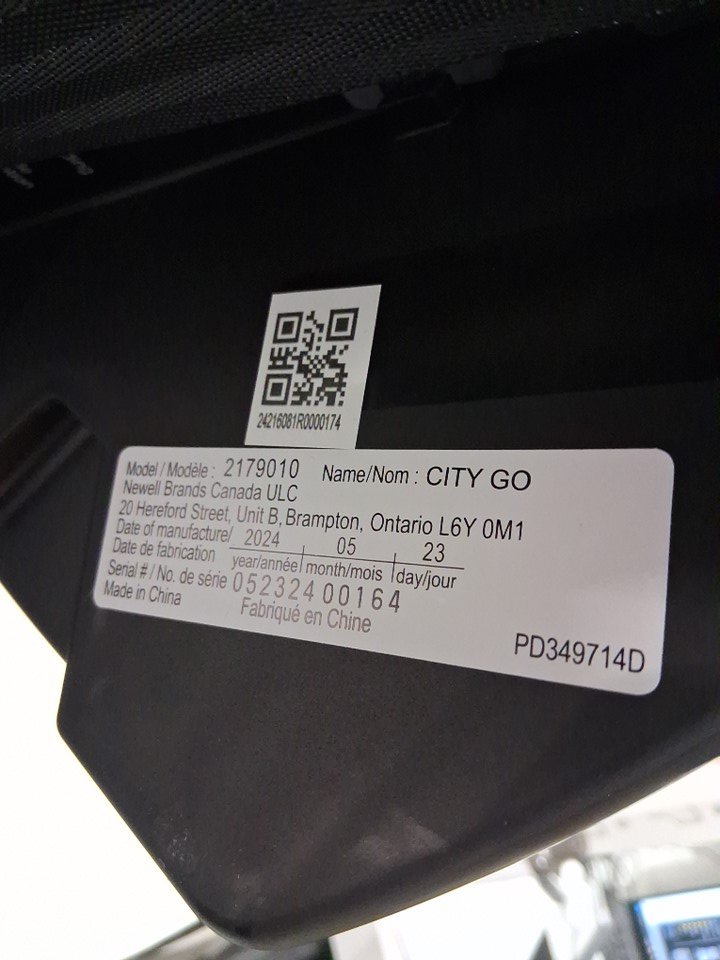 24216081R0000174
Model / Modèle : 2179010 Name/Nom : CITY GO
Newell Brands Canada ULC
20 Hereford Street, Unit B, Brampton, Ontario L6Y 0M1
Date of manufacture/ 2024 05 23
Date de fabrication year/année month/mois day/jour
Serial # / No. de série 05232400164
Made in China Fabriqué en Chine
PD349714D